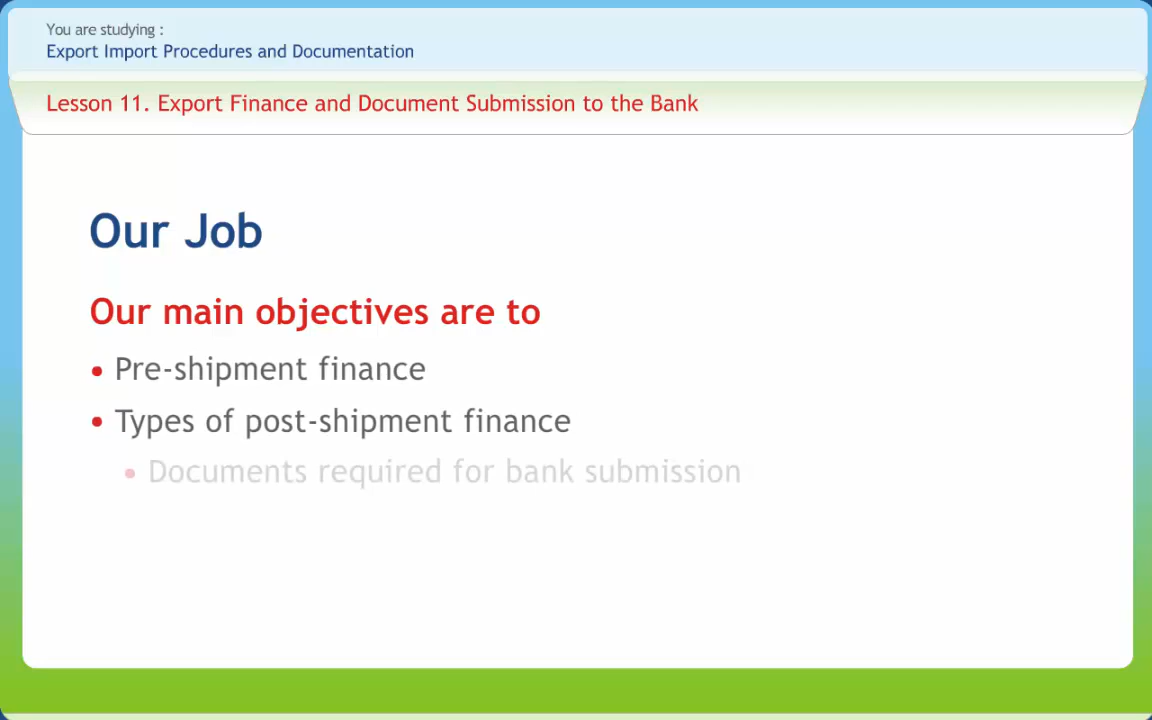 You are studying :
Export Import Procedures and Documentation
Lesson 11. Export Finance and Document Submission to the Bank
Our Job
Our main objectives are to
• Pre-shipment finance
• Types of post-shipment finance
• Documents required for bank submission